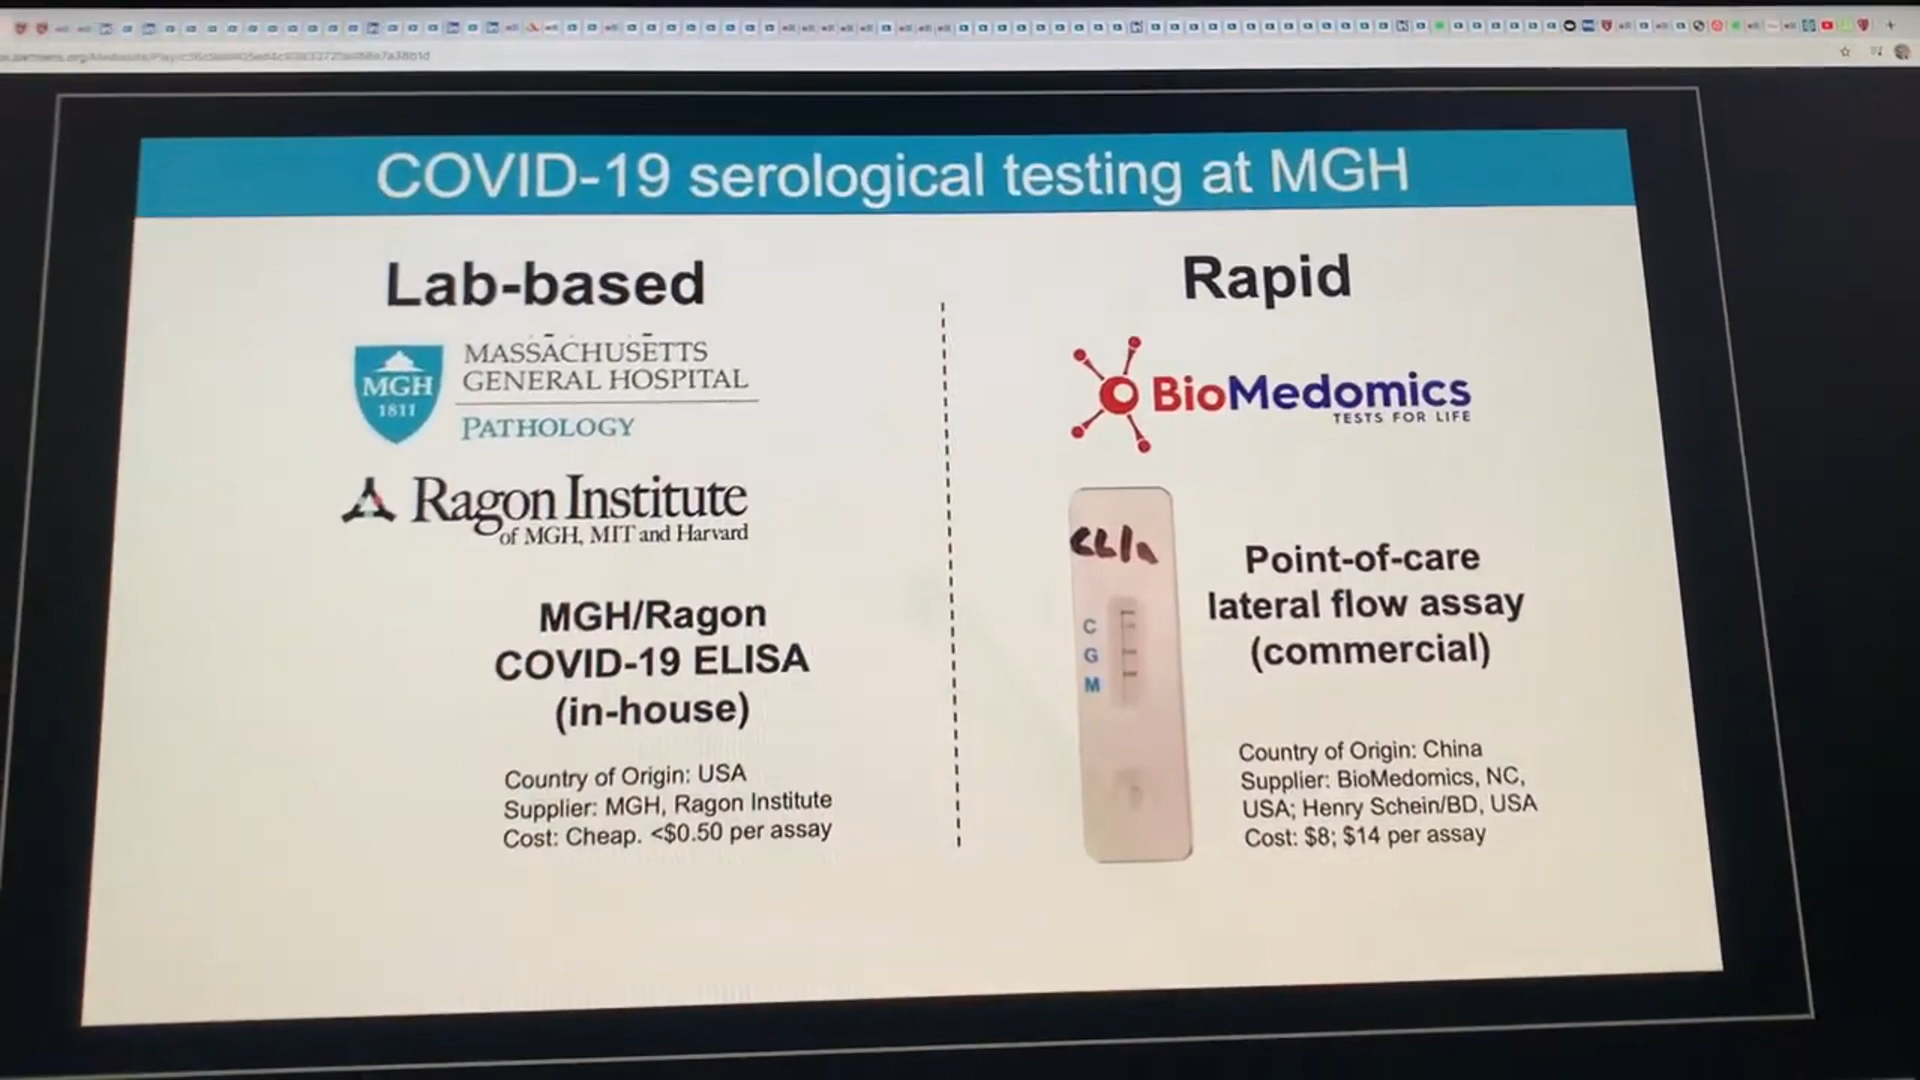 COVID-19 serological testing at MGH
Lab-based
MGH
1811
MASSACHUSETTS
GENERAL HOSPITAL
PATHOLOGY
Ragon Institute
of MGH, MIT and Harvard
MGH/Ragon
COVID-19 ELISA
(in-house)
Country of Origin: USA
Supplier: MGH, Ragon Institute
Cost: Cheap. <$0.50 per assay
Rapid
BioMedomics
TESTS FOR LIFE
C
G
M
Point-of-care
lateral flow assay
(commercial)
Country of Origin: China
Supplier: BioMedomics, NC,
USA; Henry Schein/BD, USA
Cost: $8; $14 per assay